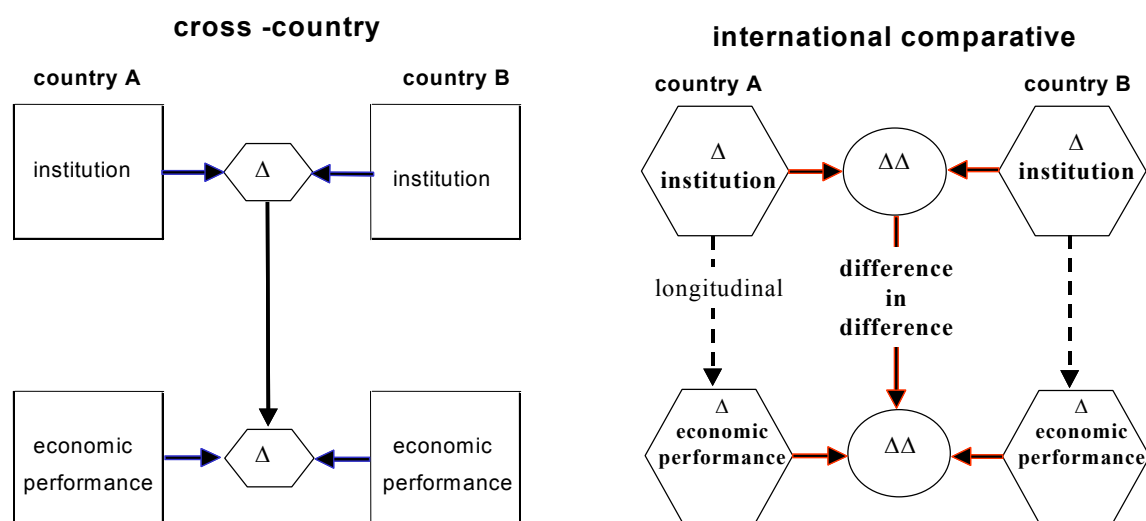 cross -country
country A
country B
institution
Δ
institution
economic
performance
Δ
economic
performance
international comparative
country A
country B
Δ
institution
ΔΔ
Δ
institution
longitudinal
difference
in
difference
Δ
economic
performance
ΔΔ
Δ
economic
performance